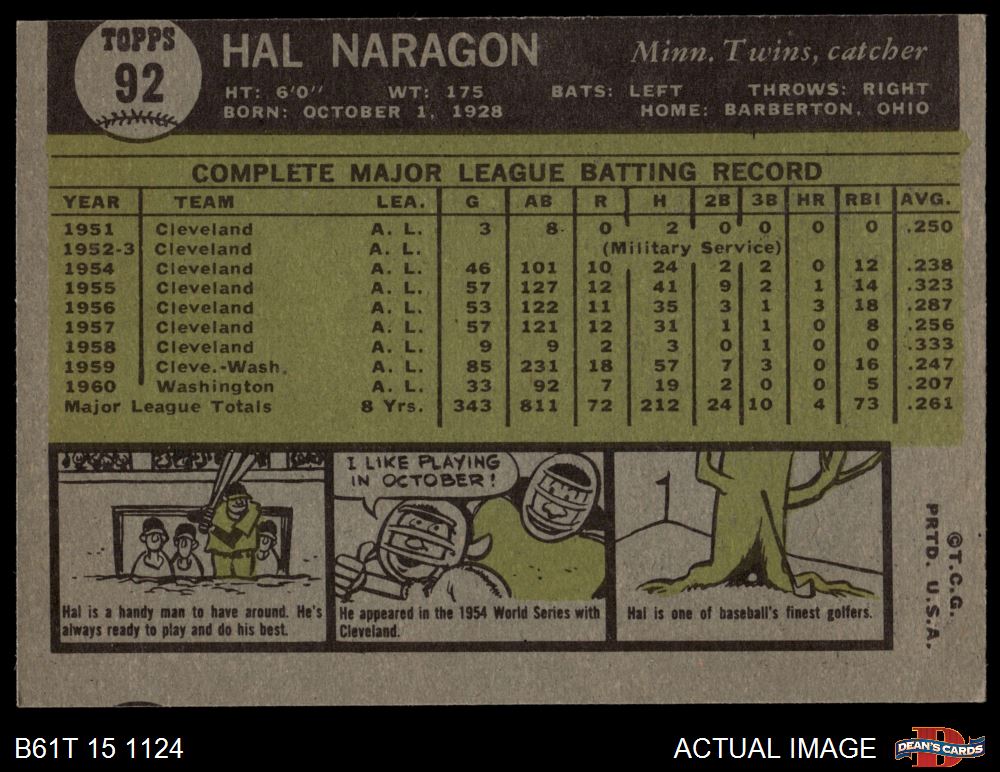 TOPPS
92
HAL NARAGON
Minn. Twins, catcher
HT: 6'0" WT: 175 BATS: LEFT THROWS: RIGHT
BORN: OCTOBER 1, 1928 HOME: BARBERTON, OHIO
COMPLETE MAJOR LEAGUE BATTING RECORD
YEAR TEAM LEA. G AB R H 2B 3B HR RBI AVG.
1951 Cleveland A. L. 3 8 0 2 0 0 0 0 .250
1952-3 Cleveland A. L. (Military Service)
1954 Cleveland A. L. 46 101 10 24 2 2 0 12 .238
1955 Cleveland A. L. 57 127 12 41 9 2 1 14 .323
1956 Cleveland A. L. 53 122 11 35 3 1 3 18 .287
1957 Cleveland A. L. 57 121 12 31 1 1 0 8 .256
1958 Cleveland A. L. 9 9 2 3 0 1 0 0 .333
1959 Cleve.-Wash. A. L. 85 231 18 57 7 3 0 16 .247
1960 Washington A. L. 33 92 7 19 2 0 0 5 .207
Major League Totals 8 Yrs. 343 811 72 212 24 10 4 73 .261
I LIKE PLAYING
IN OCTOBER!
Hal is a handy man to have around. He's
always ready to play and do his best.
He appeared in the 1954 World Series with
Cleveland.
Hal is one of baseball's finest golfers.
©T.C.G.
PRTD. U.S.A.
B61T 15 1124
ACTUAL IMAGE
DEAN'S CARDS